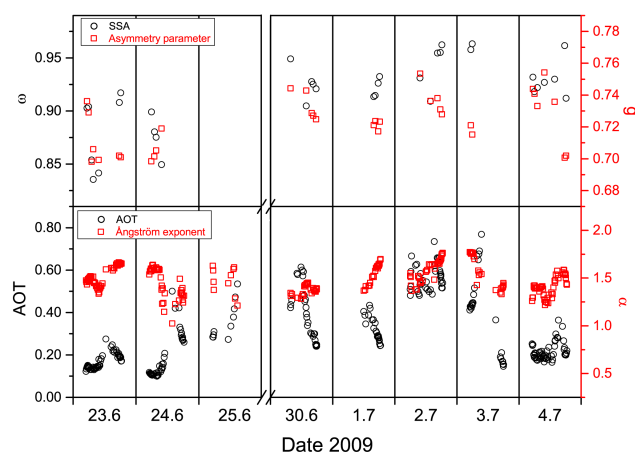 SSA
Asymmetry parameter
0.95
0.90
0.85
ω
0.78
0.76
0.74
0.72
0.70
0.68
g
AOT
Ångström exponent
0.80
0.60
0.40
0.20
0.00
AOT
2.0
1.5
1.0
0.5
α
23.6 24.6 25.6 30.6 1.7 2.7 3.7 4.7
Date 2009